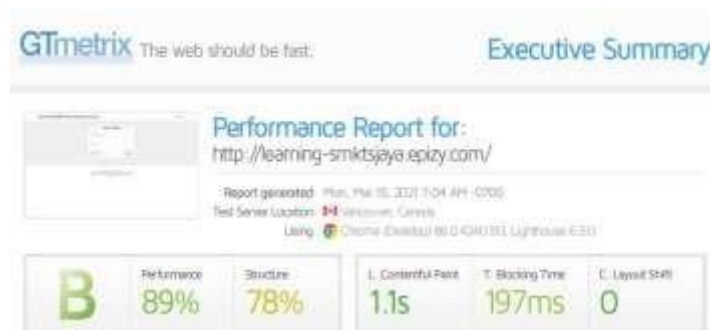 GTmetrix The web should be fast.
Executive Summary
Performance Report for:
http://learning-smktsjaya.epizy.com/
Report generated: Mon, Mar 15, 2021 7:04 AM -0700
Test Server Location: Vancouver, Canada
Using: Chrome (Desktop) Lighthouse
B
Performance
89%
Structure
78%
L. Contentful Paint
1.1s
T. Blocking Time
197ms
C. Layout Shift
0